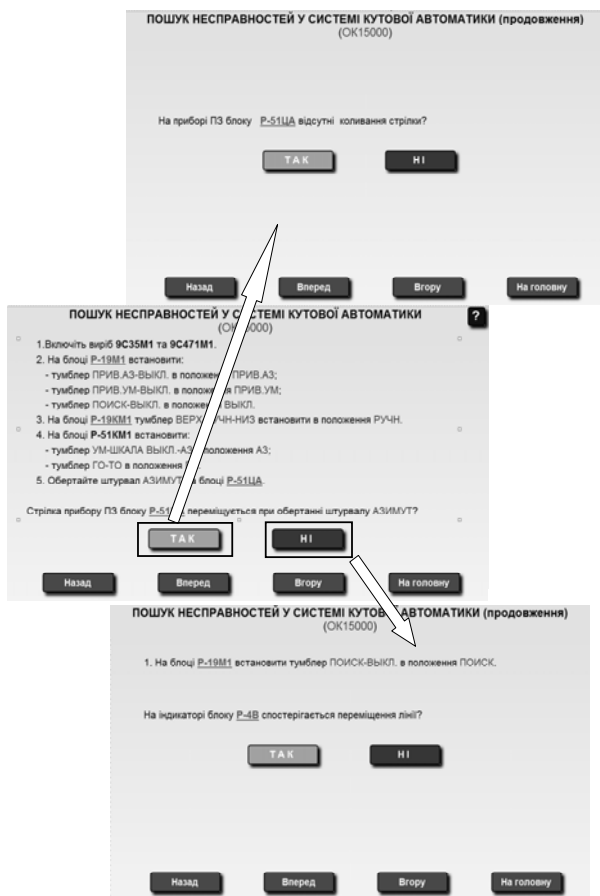 ПОШУК НЕСПРАВНОСТЕЙ У СИСТЕМІ КУТОВОЇ АВТОМАТИКИ (продовження)
(ОК15000)
На приборі ПЗ блоку Р-51ЦА відсутні коливання стрілки?
ТАК НІ
Назад Вперед Вгору На головну
ПОШУК НЕСПРАВНОСТЕЙ У СИСТЕМІ КУТОВОЇ АВТОМАТИКИ
?
1.Включіть виріб 9С35М1 та 9С471М1.
2. На блоці Р-19М1 встановити:
- тумблер ПРИВ.АЗ-ВЫКЛ. в положення ПРИВ.АЗ;
- тумблер ПРИВ.УМ-ВЫКЛ. в положення ПРИВ.УМ;
- тумблер ПОИСК-ВЫКЛ. в положення ВЫКЛ.
3. На блоці Р-19КМ1 тумблер ВЕРХ-РУЧН-НИЗ встановити в положення РУЧН.
4. На блоці Р-51КМ1 встановити:
- тумблер УМ-ШКАЛА ВЫКЛ.-АЗ в положення АЗ;
- тумблер ГО-ТО в положення
5. Обертайте штурвал АЗИМУТ в блоці Р-51ЦА.
Стрілка прибору ПЗ блоку Р-51ЦА переміщується при обертанні штурвалу АЗИМУТ?
ТАК НІ
Назад Вперед Вгору На головну
ПОШУК НЕСПРАВНОСТЕЙ У СИСТЕМІ КУТОВОЇ АВТОМАТИКИ (продовження)
(ОК15000)
1. На блоці Р-19М1 встановити тумблер ПОИСК-ВЫКЛ. в положення ПОИСК.
На індикаторі блоку Р-4В спостерігається переміщення лінії?
ТАК НІ
Назад Вперед Вгору На головну